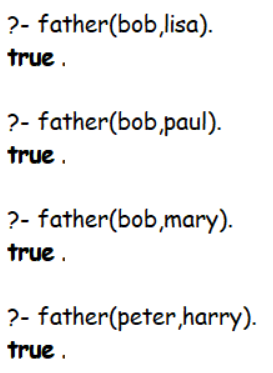 ?- father(bob,lisa).
true .
?- father(bob,paul).
true .
?- father(bob,mary).
true .
?- father(peter,harry).
true .